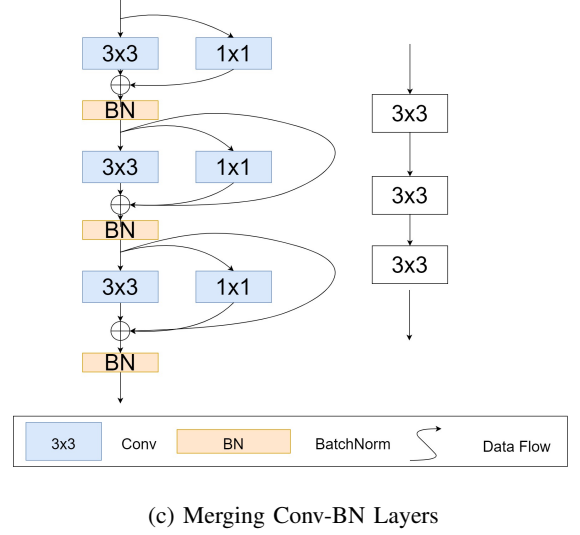 3x3 1x1
BN
3x3
3x3 1x1
3x3
BN
3x3
3x3 1x1
BN
3x3 Conv BN BatchNorm Data Flow
(c) Merging Conv-BN Layers